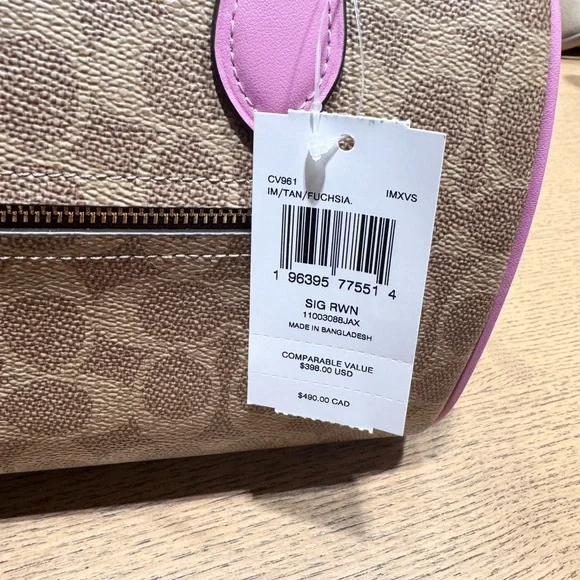 CV961
IM/TAN/FUCHSIA. IMXVS
1 96395 77551 4
SIG RWN
11003088JAX
MADE IN BANGLADESH
COMPARABLE VALUE
$398.00 USD
$490.00 CAD